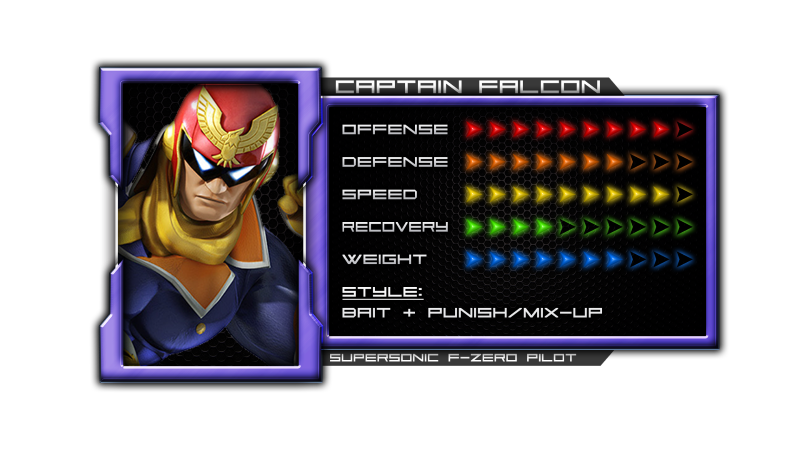 CAPTAIN FALCON
OFFENSE
DEFENSE
SPEED
RECOVERY
WEIGHT
STYLE:
BAIT + PUNISH/MIX-UP
SUPERSONIC F-ZERO PILOT